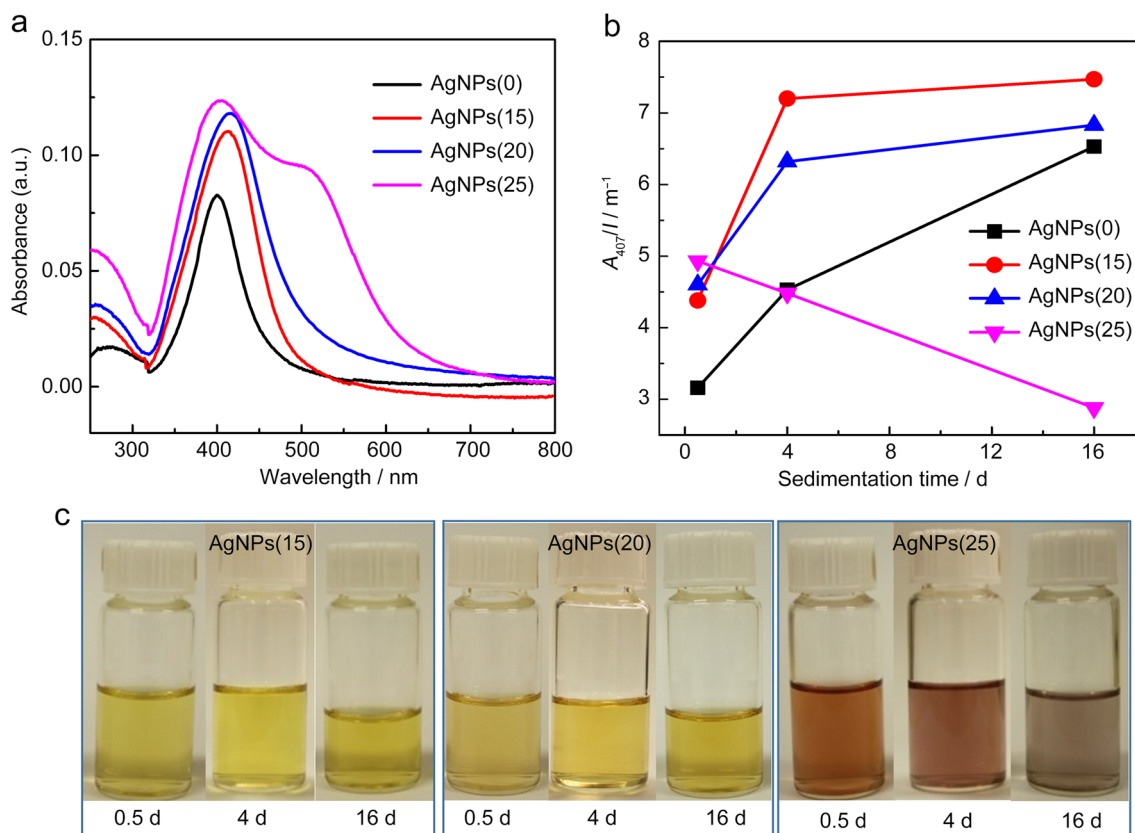 a
0.15
0.10
0.05
0.00
Absorbance (a.u.)
300 400 500 600 700 800
Wavelength / nm
AgNPs(0)
AgNPs(15)
AgNPs(20)
AgNPs(25)
b
8
7
6
5
4
3
A407/l / m⁻¹
0 4 8 12 16
Sedimentation time / d
AgNPs(0)
AgNPs(15)
AgNPs(20)
AgNPs(25)
c
AgNPs(15)
0.5 d 4 d 16 d
AgNPs(20)
0.5 d 4 d 16 d
AgNPs(25)
0.5 d 4 d 16 d